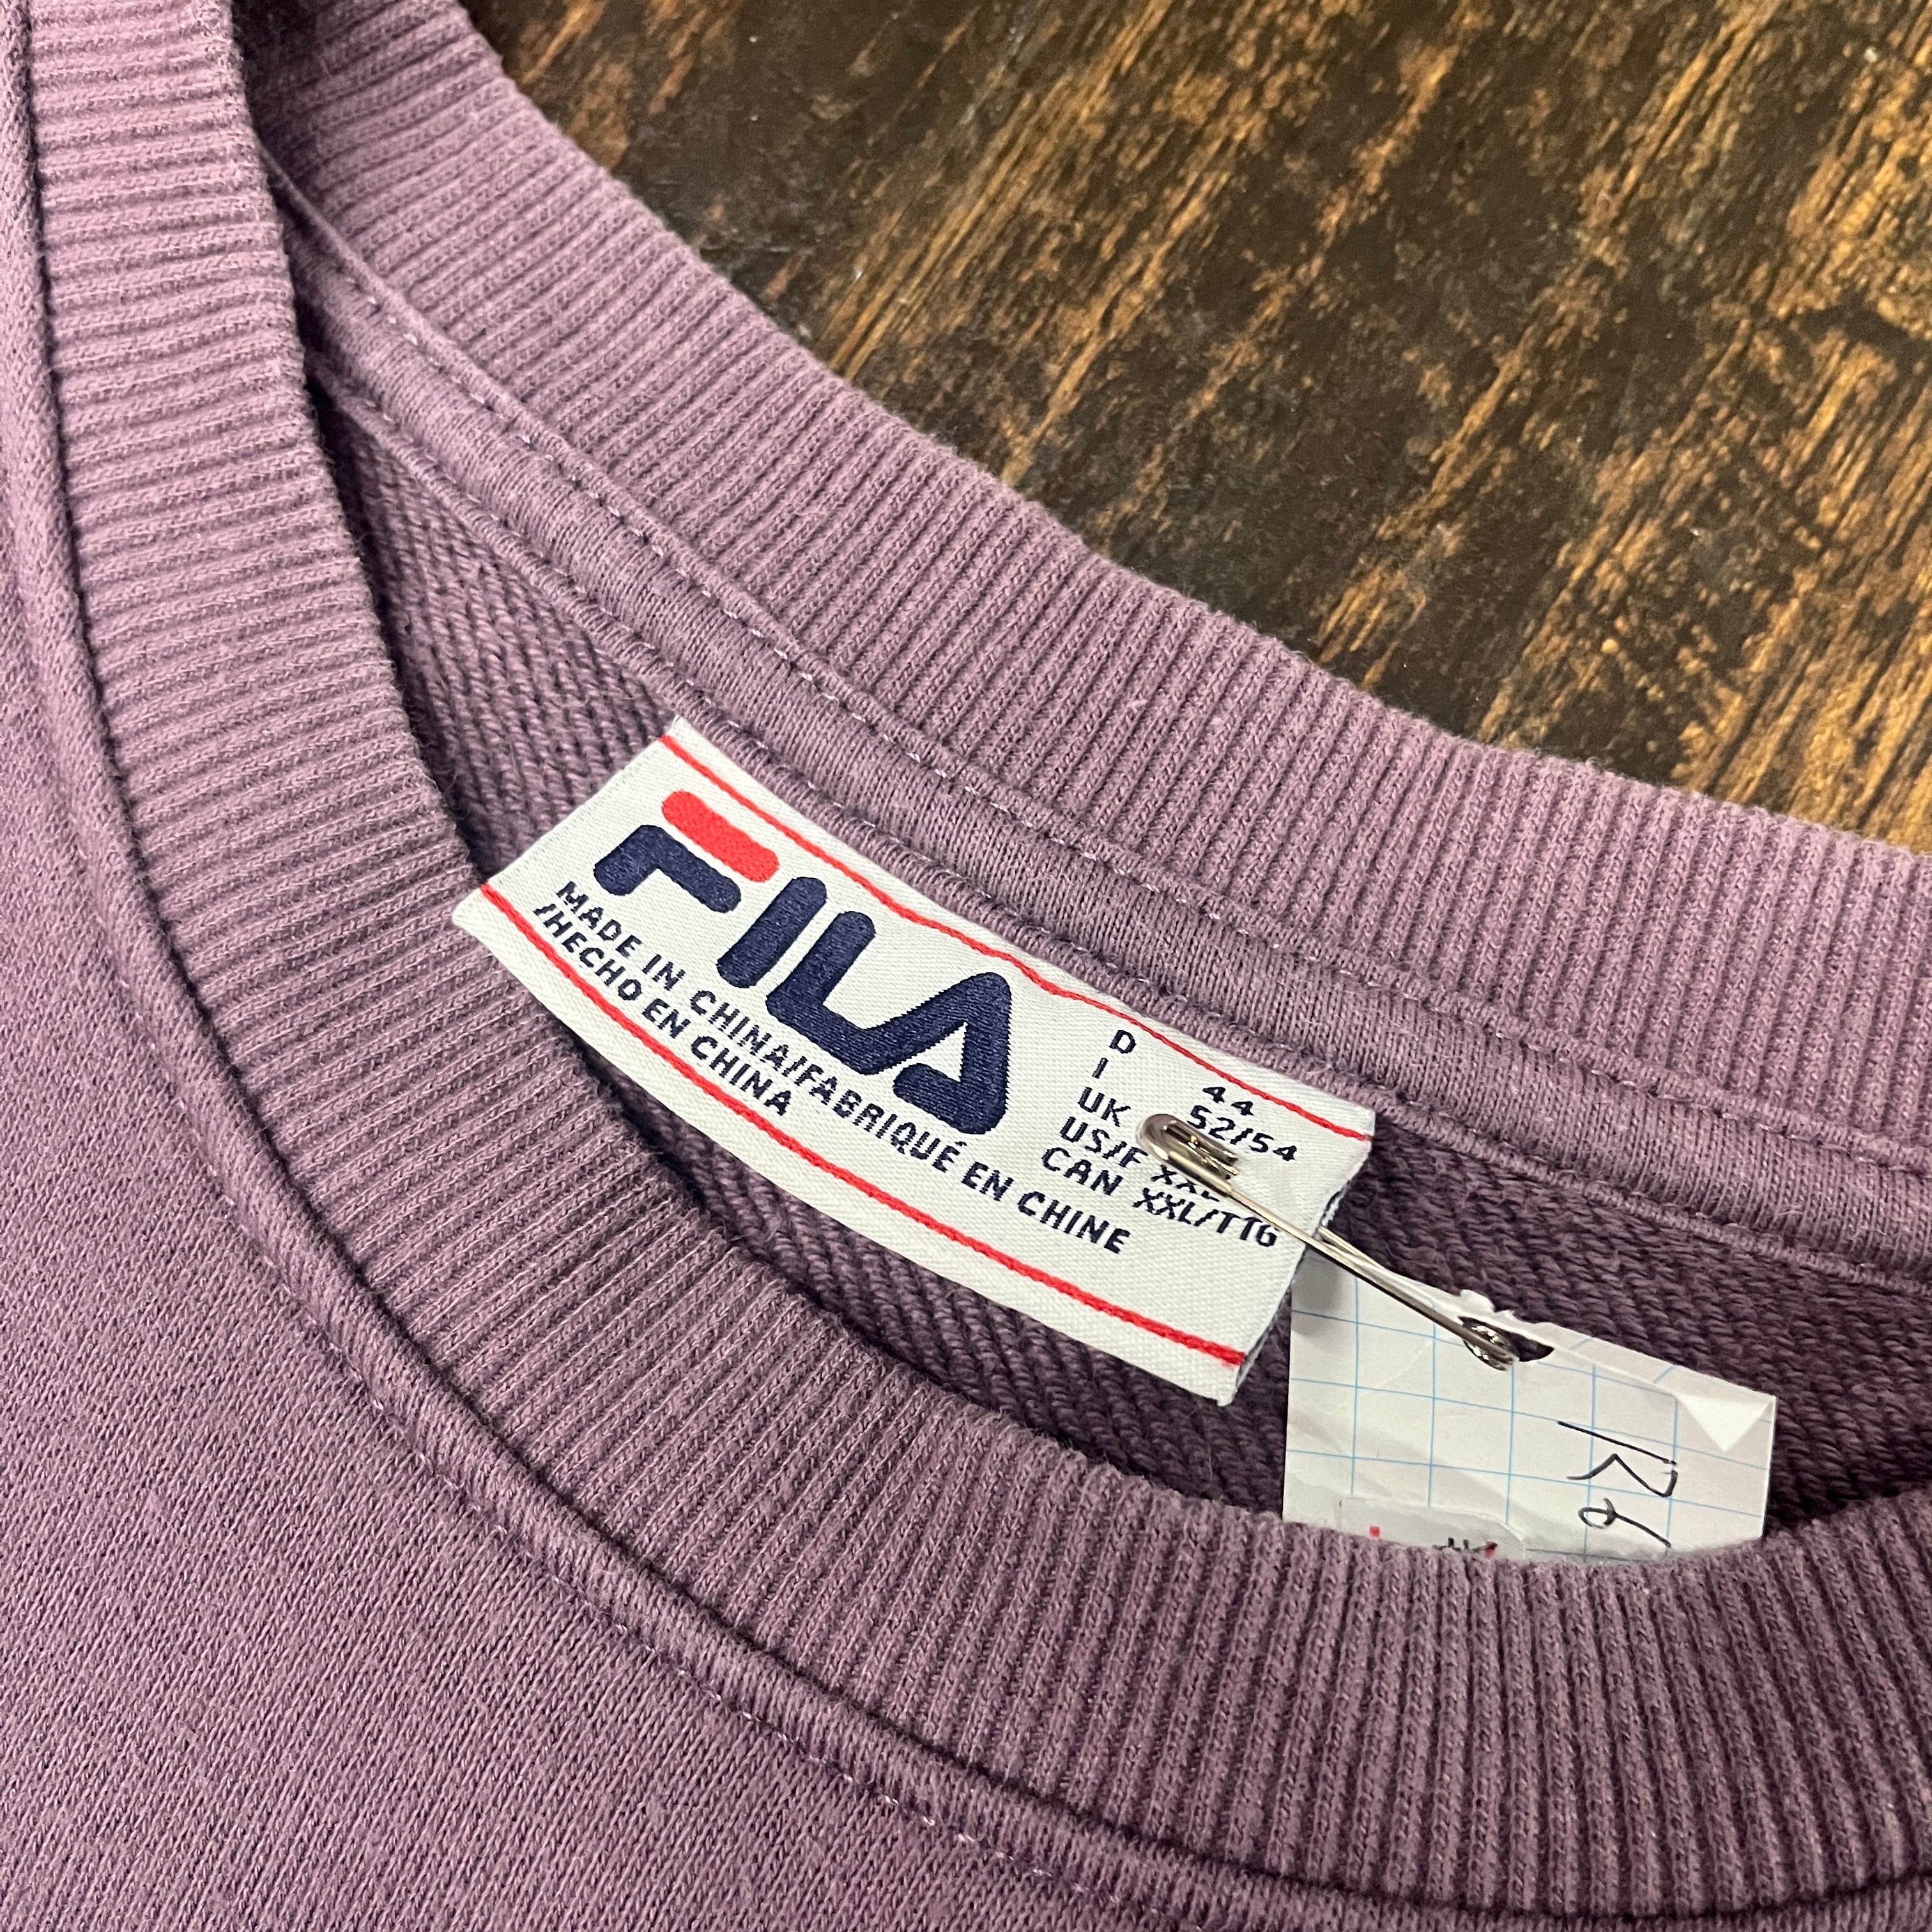 FILA
MADE IN CHINA/FABRIQUÉ EN CHINE
/HECHO EN CHINA
D 44
I 52/54
UK
US/F
CAN XXL/TTG